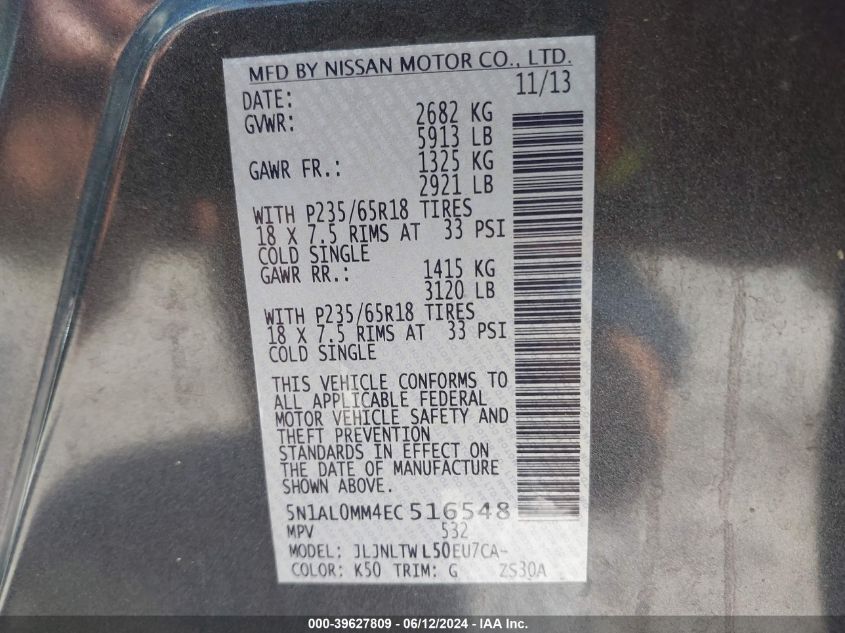 MFD BY NISSAN MOTOR CO., LTD.
DATE: 11/13
GVWR: 2682 KG
5913 LB
GAWR FR.: 1325 KG
2921 LB
WITH P235/65R18 TIRES
18 X 7.5 RIMS AT 33 PSI
COLD SINGLE
GAWR RR.: 1415 KG
3120 LB
WITH P235/65R18 TIRES
18 X 7.5 RIMS AT 33 PSI
COLD SINGLE
THIS VEHICLE CONFORMS TO
ALL APPLICABLE FEDERAL
MOTOR VEHICLE SAFETY AND
THEFT PREVENTION
STANDARDS IN EFFECT ON
THE DATE OF MANUFACTURE
SHOWN ABOVE.
5N1AL0MM4EC516548
MPV 532
MODEL: JLJNLTWL50EU7CA-
COLOR: K50 TRIM: G ZS30A
000-39627809 - 06/12/2024 - IAA Inc.